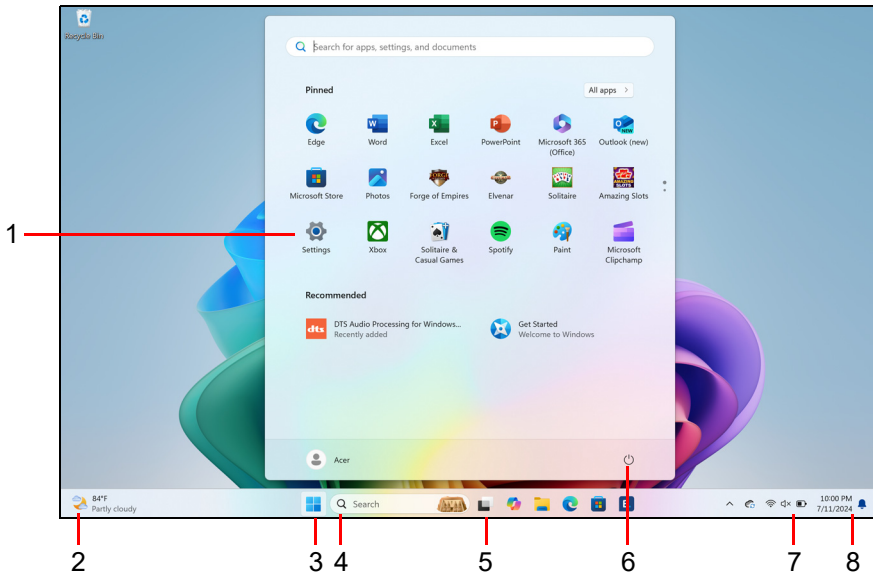 Recycle Bin
Search for apps, settings, and documents
Pinned
All apps >
Edge
Word
Excel
PowerPoint
Microsoft 365
(Office)
Outlook (new)
Microsoft Store
Photos
Forge of Empires
Elvenar
Solitaire
Amazing Slots
1
Settings
Xbox
Solitaire &
Casual Games
Spotify
Paint
Microsoft
Clipchamp
Recommended
dts
DTS Audio Processing for Windows...
Recently added
Get Started
Welcome to Windows
Acer
84°F
Partly cloudy
Search
10:00 PM
7/11/2024
2
3
4
5
6
7
8